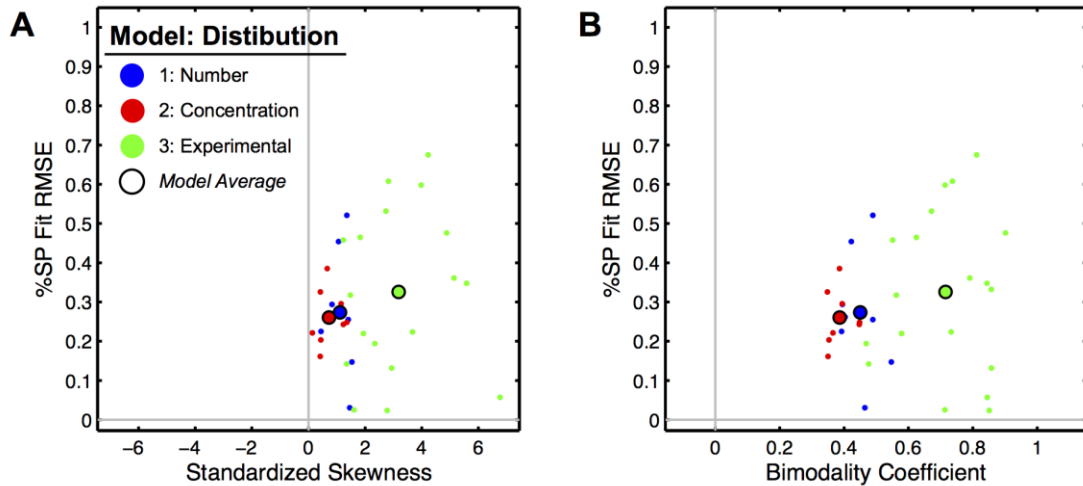 A
Model: Distibution
1: Number
2: Concentration
3: Experimental
Model Average
%SP Fit RMSE
1
0.9
0.8
0.7
0.6
0.5
0.4
0.3
0.2
0.1
0
−6 −4 −2 0 2 4 6
Standardized Skewness
B
%SP Fit RMSE
1
0.9
0.8
0.7
0.6
0.5
0.4
0.3
0.2
0.1
0
0 0.2 0.4 0.6 0.8 1
Bimodality Coefficient